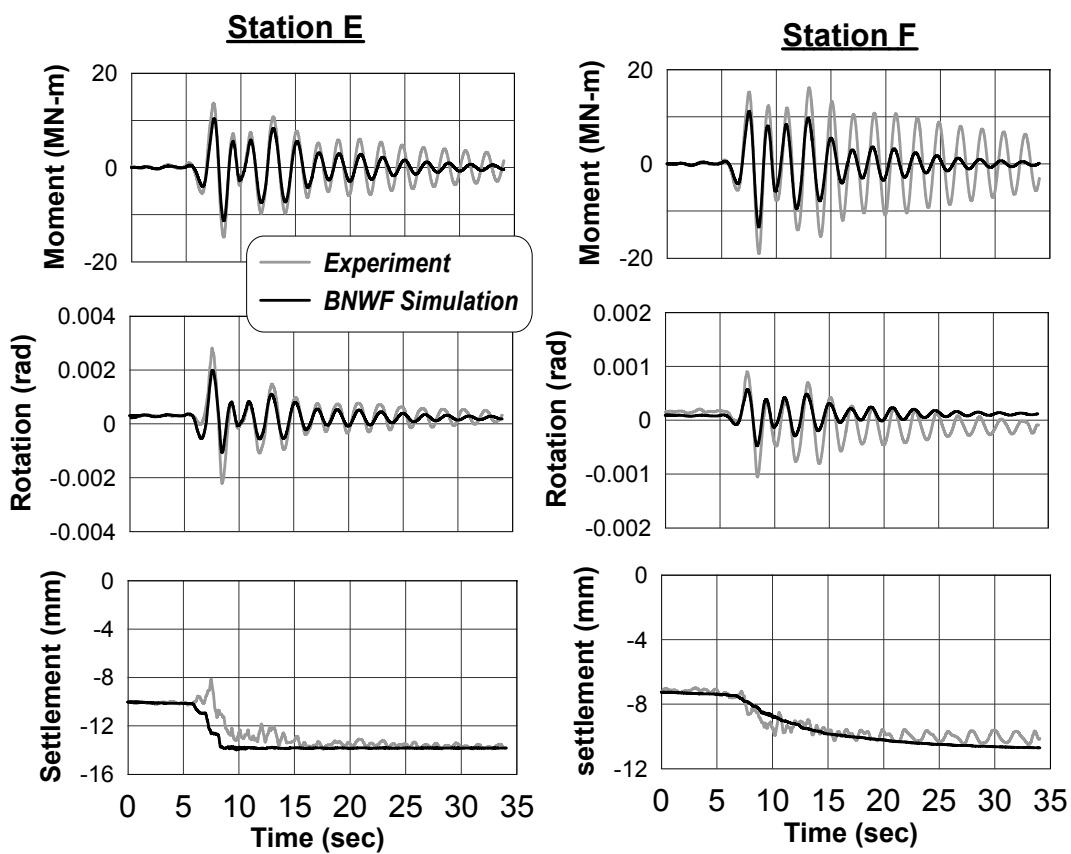 Station E
Station F
Moment (MN-m)
20
0
-20
Moment (MN-m)
20
0
-20
Experiment
BNWF Simulation
Rotation (rad)
0.004
0.002
0
-0.002
-0.004
Rotation (rad)
0.002
0.001
0
-0.001
-0.002
Settlement (mm)
0
-4
-8
-12
-16
0 5 10 15 20 25 30 35
Time (sec)
settlement (mm)
0
-4
-8
-12
0 5 10 15 20 25 30 35
Time (sec)